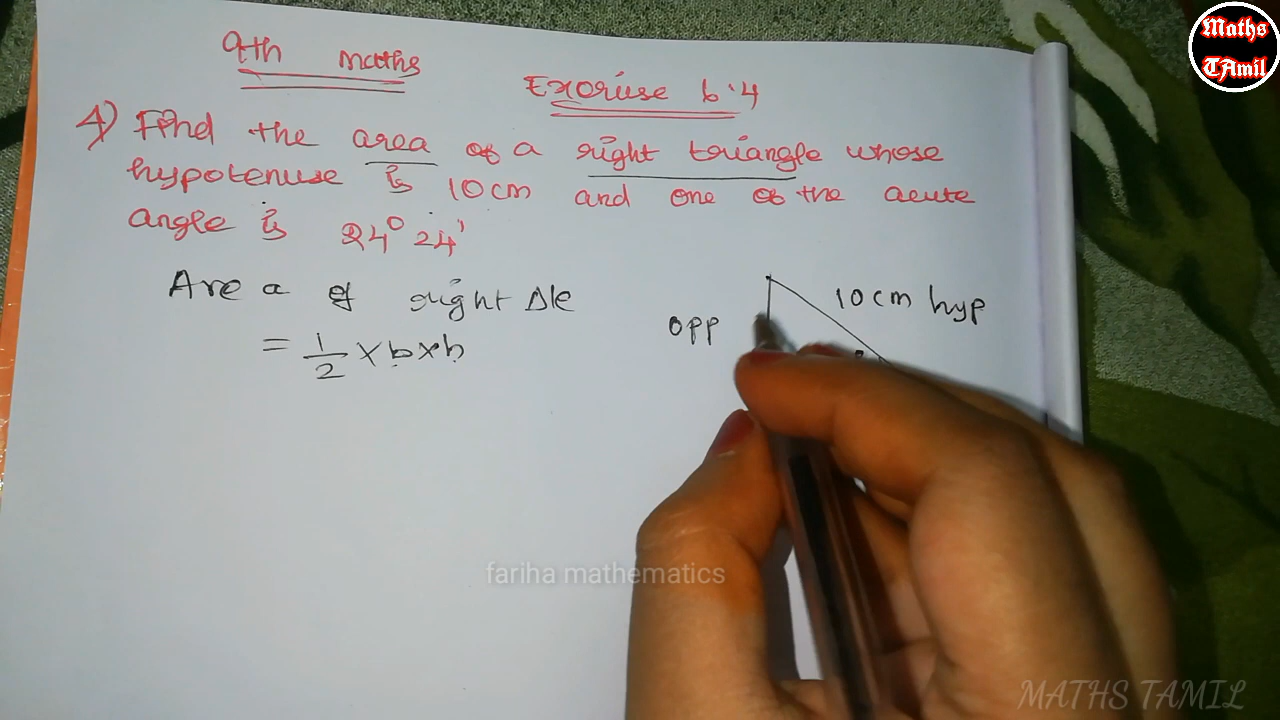 9th maths
Exercise 6.4
4) Find the area of a right triangle whose
hypotenuse is 10cm and one of the acute
angle is 24° 24'
Area of right Δle
= 1/2 × b × h
10cm hyp
opp
fariha mathematics
MATHS TAMIL
Maths
TAmil